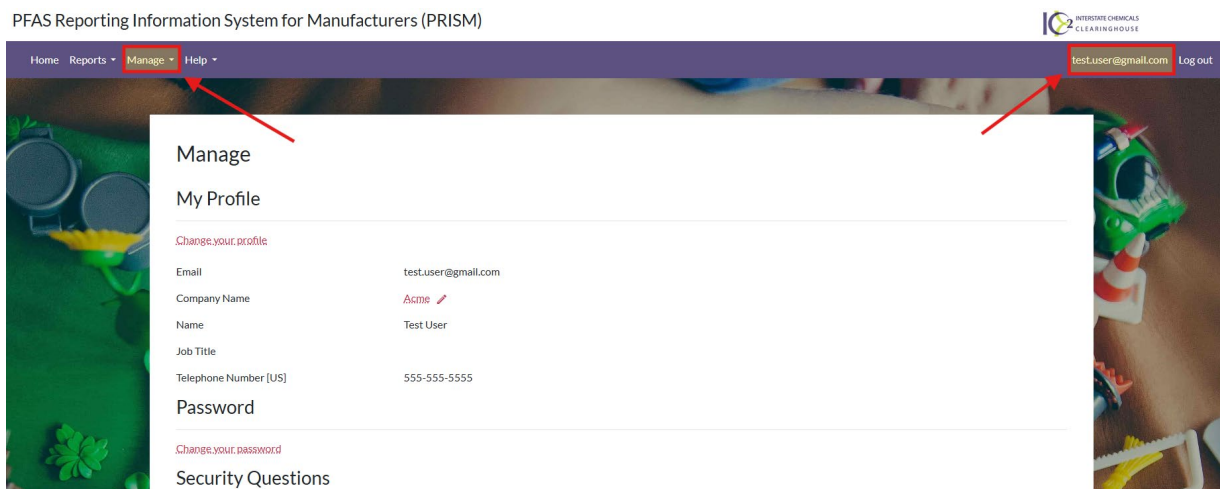 PFAS Reporting Information System for Manufacturers (PRISM)
IC2 INTERSTATE CHEMICALS
CLEARINGHOUSE
Home Reports Manage Help test.user@gmail.com Log out
Manage
My Profile
Change your profile
Email test.user@gmail.com
Company Name Acme
Name Test User
Job Title
Telephone Number [US] 555-555-5555
Password
Change your password
Security Questions